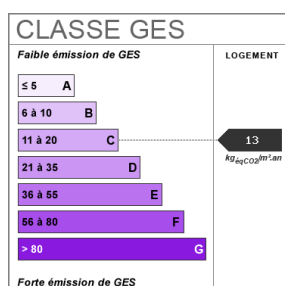 CLASSE GES
Faible émission de GES
LOGEMENT
≤ 5 A
6 à 10 B
11 à 20 C
13
kgéqCO2/m².an
21 à 35 D
36 à 55 E
56 à 80 F
> 80 G
Forte émission de GES